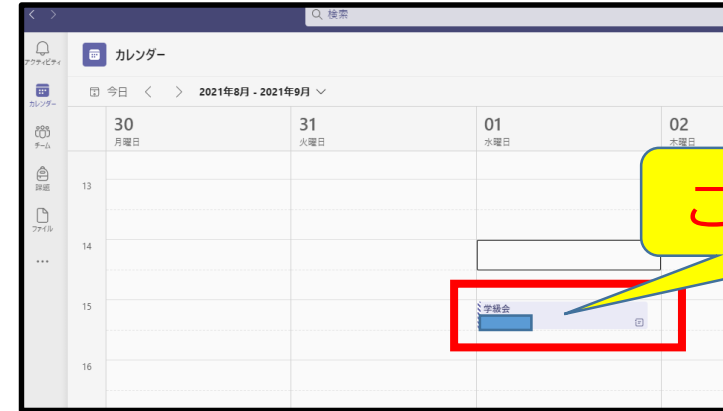 検索
アクティビティ
カレンダー
今日
2021年8月 - 2021年9月
カレンダー
30
31
01
02
月曜日
火曜日
水曜日
木曜日
チーム
課題
13
こ
ファイル
14
15
学級会
16